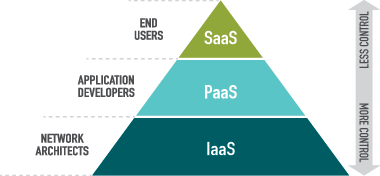 END
USERS
SaaS
APPLICATION
DEVELOPERS
PaaS
NETWORK
ARCHITECTS
IaaS
LESS CONTROL
MORE CONTROL